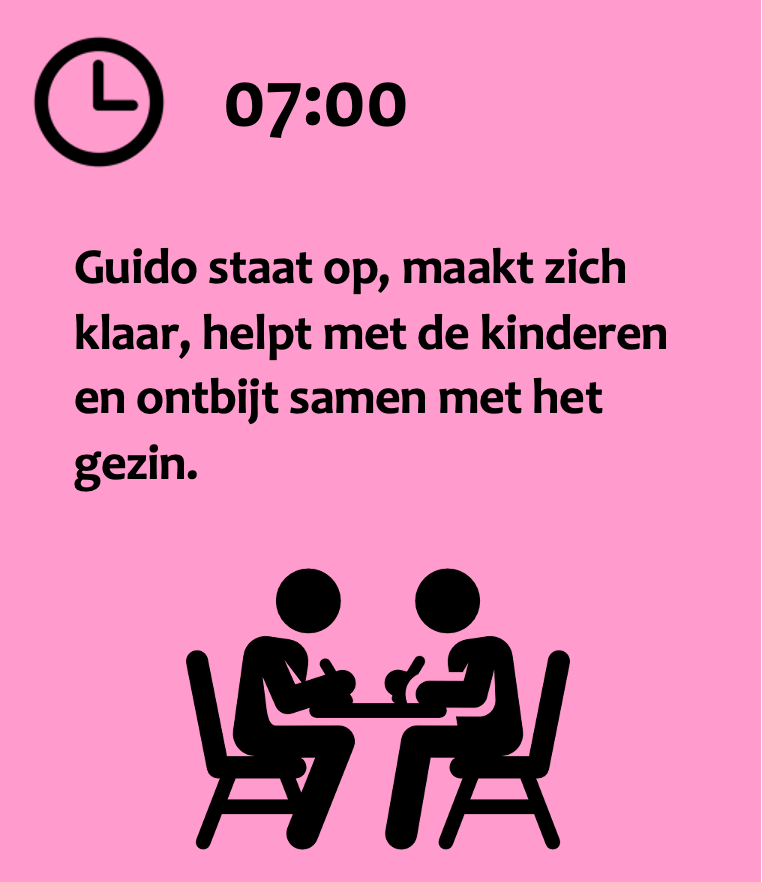 07:00
Guido staat op, maakt zich
klaar, helpt met de kinderen
en ontbijt samen met het
gezin.